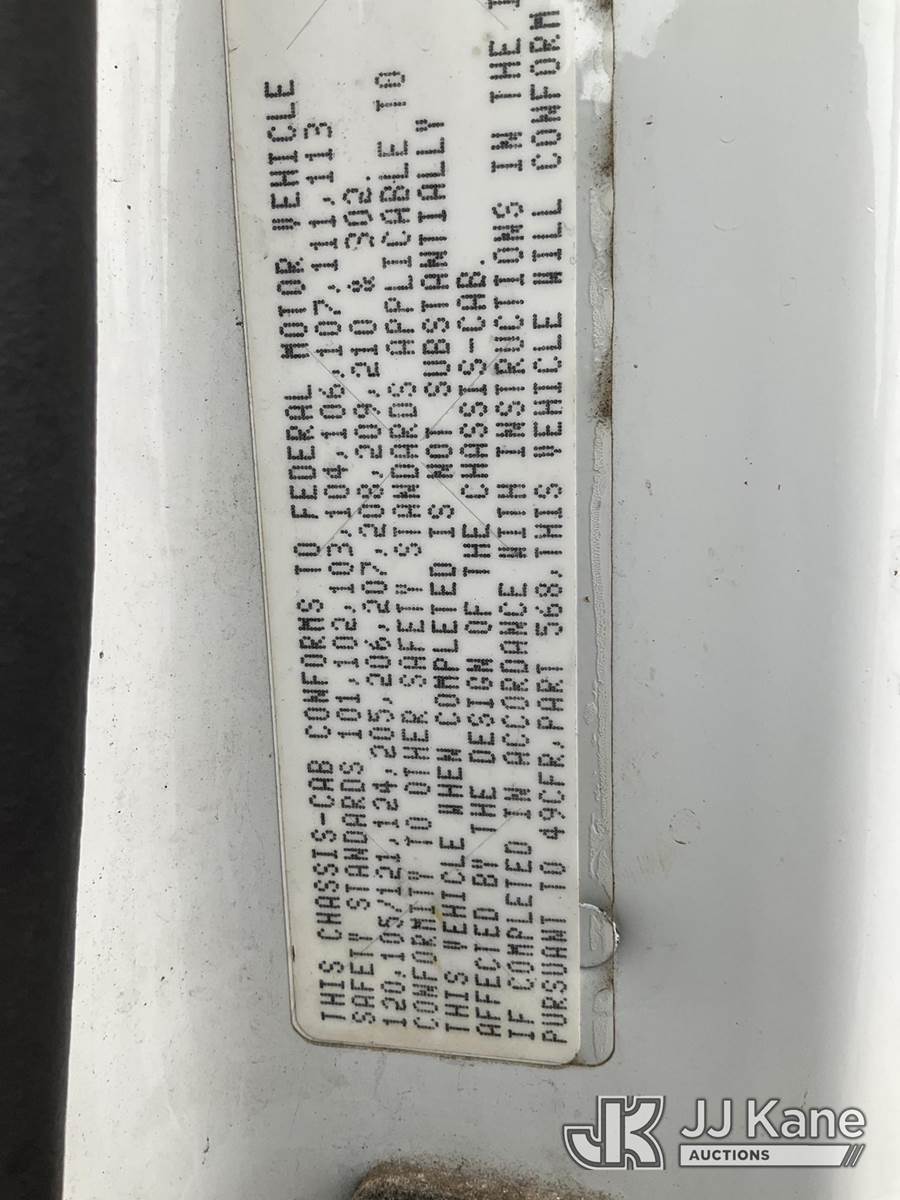 THIS CHASSIS-CAB CONFORMS TO FEDERAL MOTOR VEHICLE
SAFETY STANDARDS 101,102,103,104,106,107,111,113
120,105/121,124,205,206,207,208,209,210 & 302.
CONFORMITY TO OTHER SAFETY STANDARDS APPLICABLE TO
THIS VEHICLE WHEN COMPLETED IS NOT SUBSTANTIALLY
AFFECTED BY THE DESIGN OF THE CHASSIS-CAB.
IF COMPLETED IN ACCORDANCE WITH INSTRUCTIONS IN THE
PURSUANT TO 49CFR,PART 568,THIS VEHICLE WILL CONFORM
JK JJ Kane
AUCTIONS